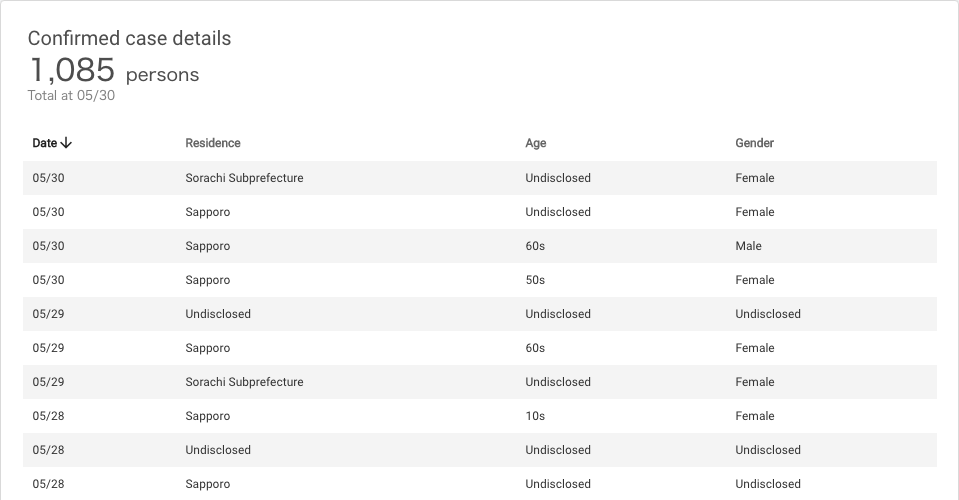 Confirmed case details
1,085 persons
Total at 05/30
Date Residence Age Gender
05/30 Sorachi Subprefecture Undisclosed Female
05/30 Sapporo Undisclosed Female
05/30 Sapporo 60s Male
05/30 Sapporo 50s Female
05/29 Undisclosed Undisclosed Undisclosed
05/29 Sapporo 60s Female
05/29 Sorachi Subprefecture Undisclosed Female
05/28 Sapporo 10s Female
05/28 Undisclosed Undisclosed Undisclosed
05/28 Sapporo Undisclosed Undisclosed